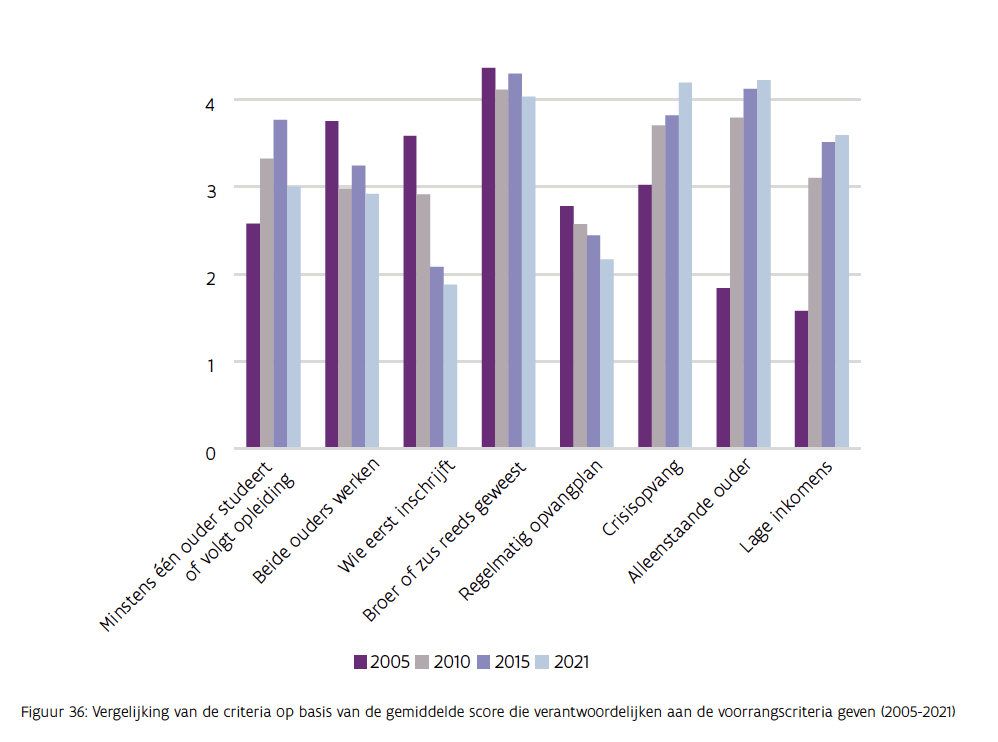 4
3
2
1
0
Minstens één ouder studeert
of volgt opleiding
Beide ouders werken
Wie eerst inschrijft
Broer of zus reeds geweest
Regelmatig opvangplan
Crisisopvang
Alleenstaande ouder
Lage inkomens
2005 2010 2015 2021
Figuur 36: Vergelijking van de criteria op basis van de gemiddelde score die verantwoordelijken aan de voorrangscriteria geven (2005-2021)